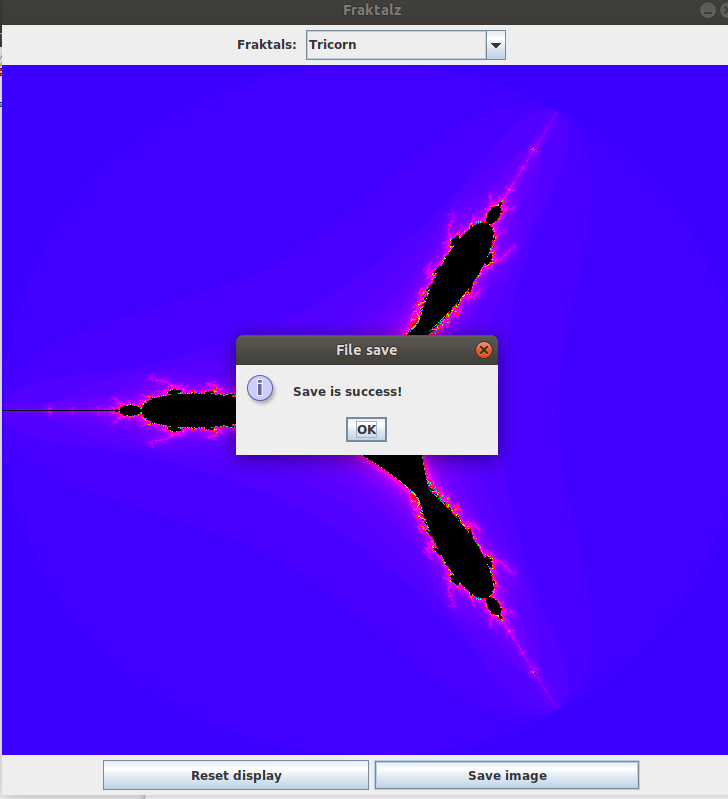 Fraktalz
Fraktals: Tricorn
File save
Save is success!
OK
Reset display Save image